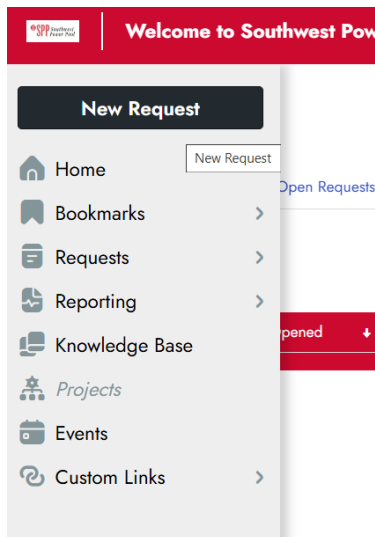 SPP Southwest
Power Pool
Welcome to Southwest Pow
New Request
Home
New Request
Open Requests
Bookmarks
Requests
Reporting
pened
Knowledge Base
Projects
Events
Custom Links